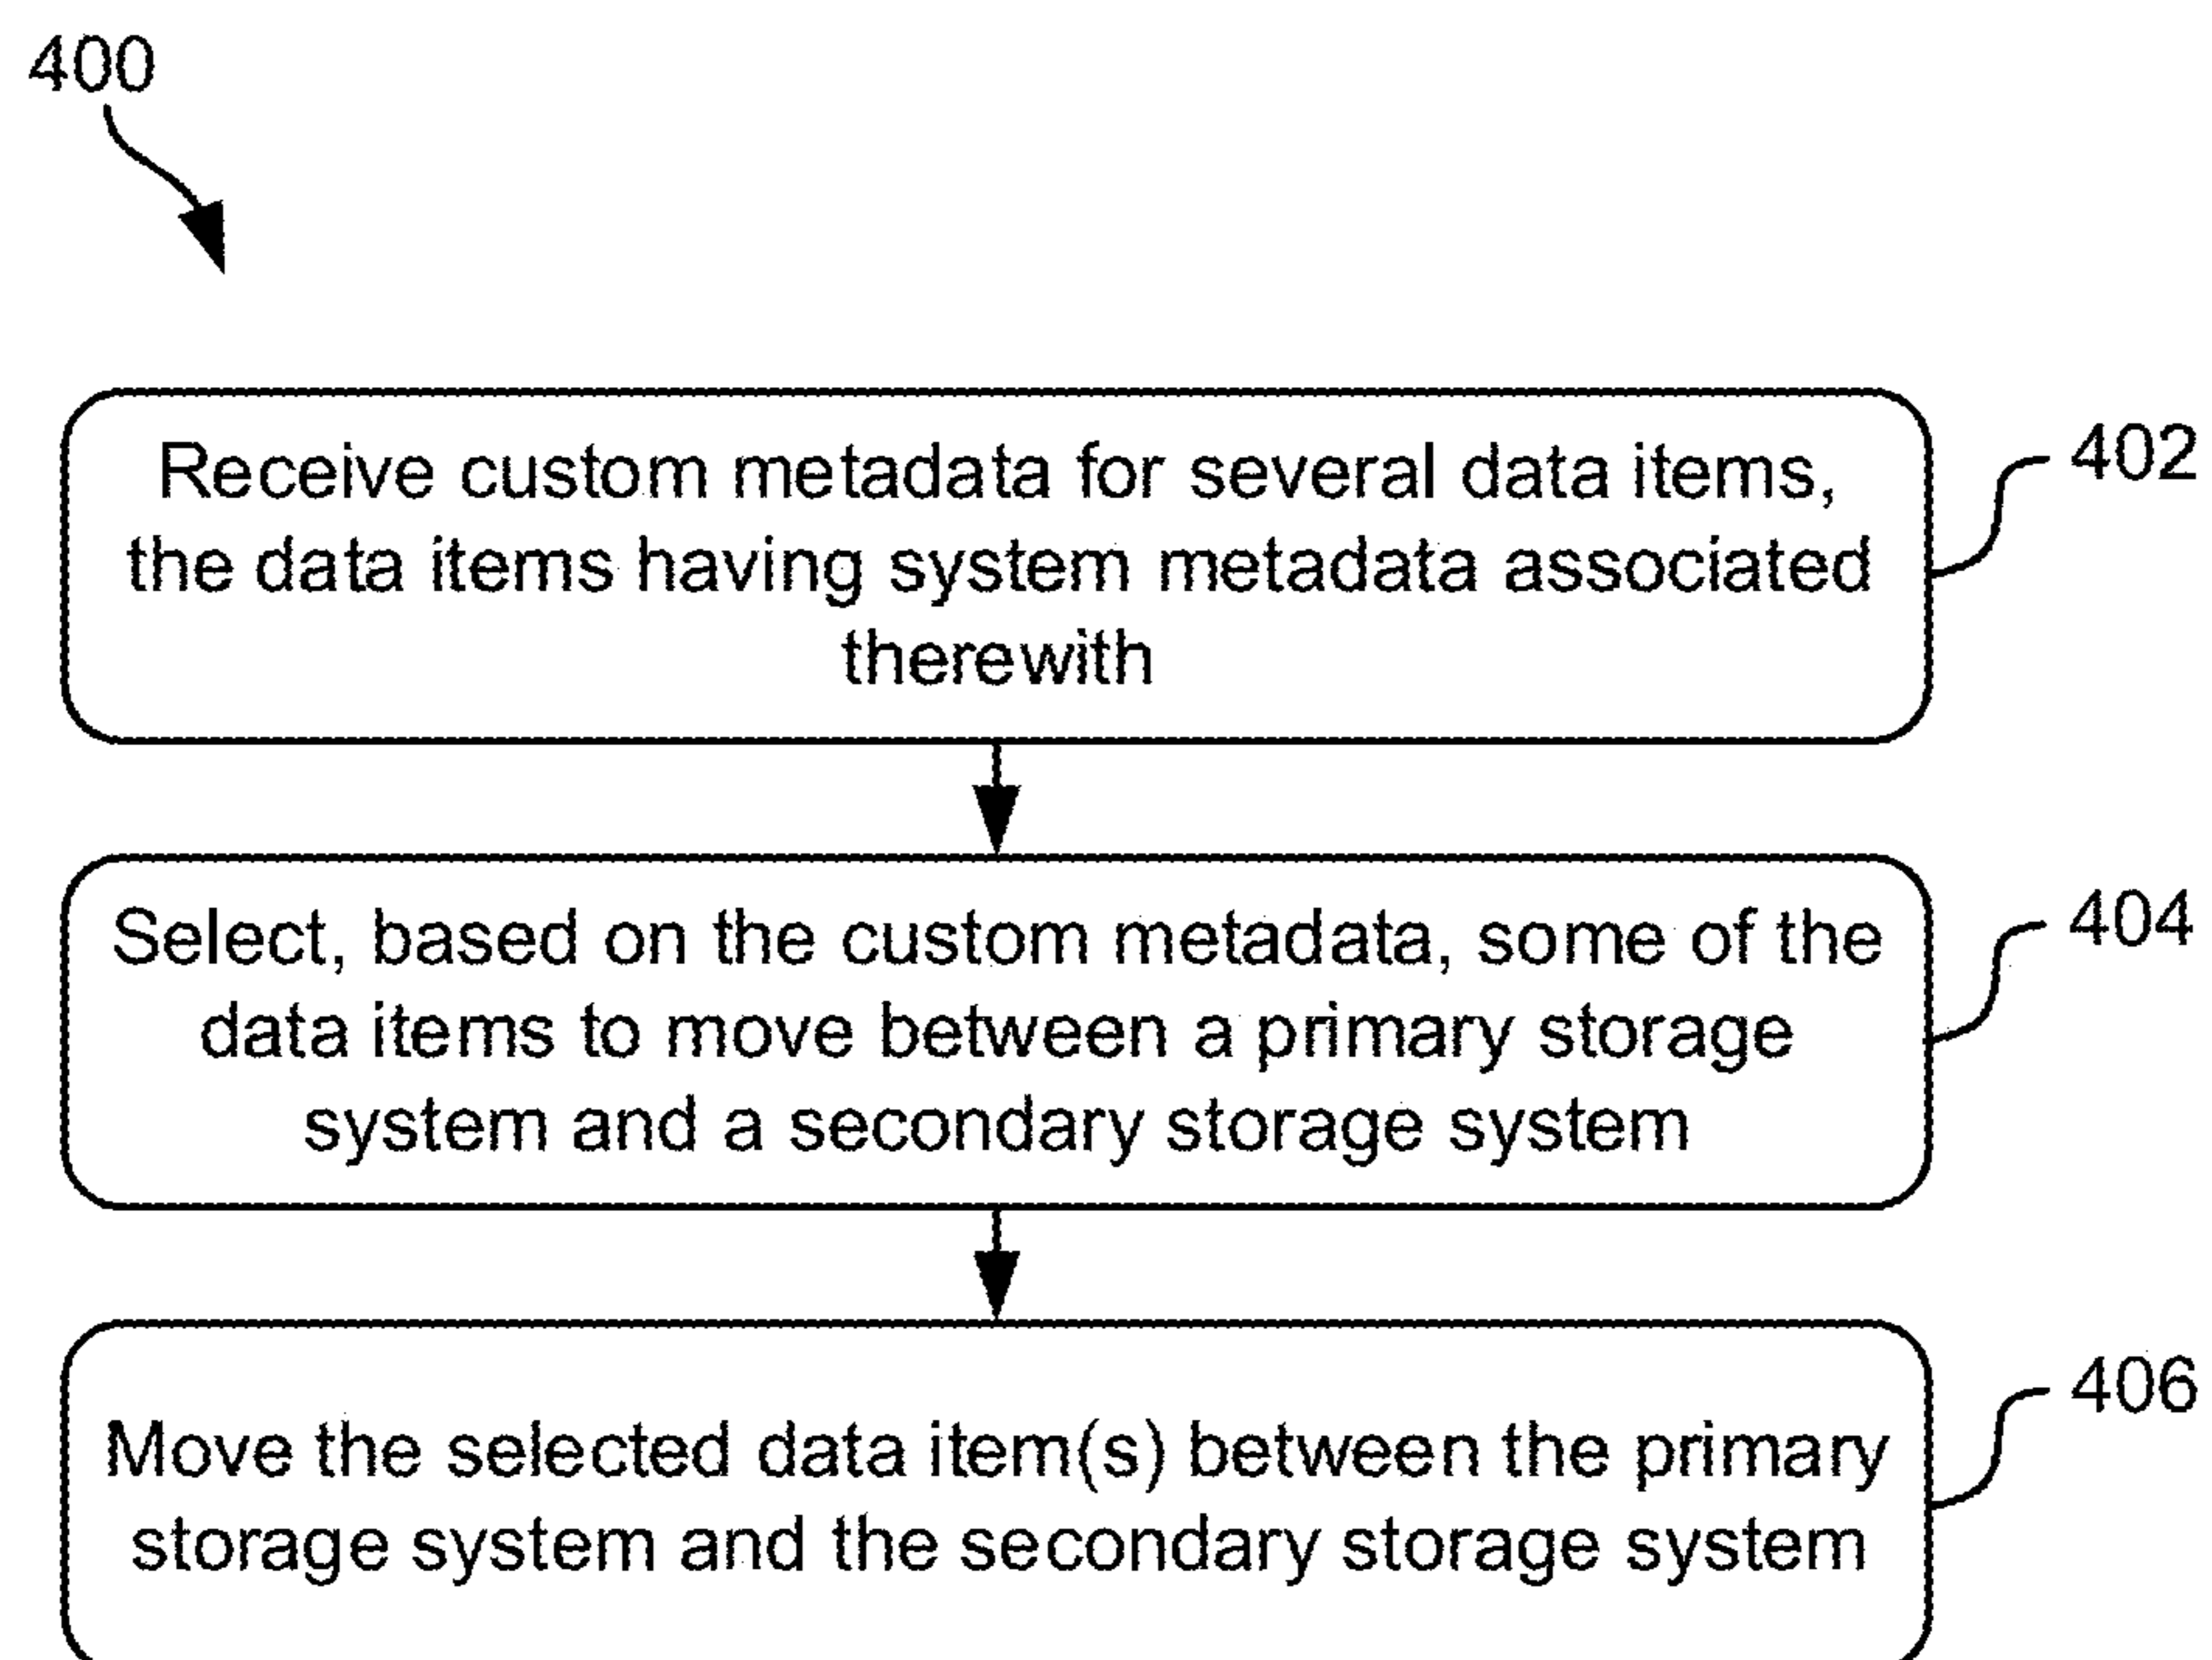 400
Receive custom metadata for several data items,
the data items having system metadata associated
therewith
402
Select, based on the custom metadata, some of the
data items to move between a primary storage
system and a secondary storage system
404
Move the selected data item(s) between the primary
storage system and the secondary storage system
406